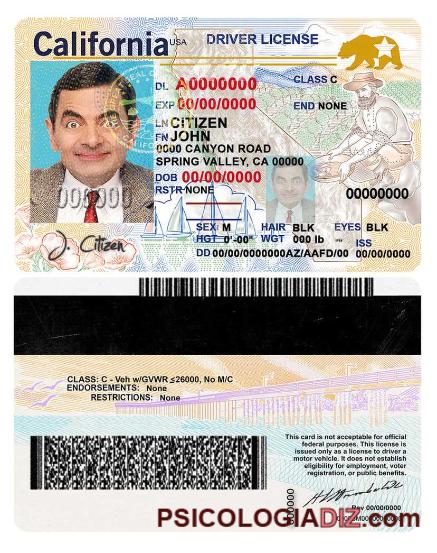 California USA DRIVER LICENSE
DL A0000000 CLASS C
EXP 00/00/0000 END NONE
LN CITIZEN
FN JOHN
0000 CANYON ROAD
SPRING VALLEY, CA 00000
DOB 00/00/0000
RSTR NONE
00000000
SEX M HAIR BLK EYES BLK
HGT 0'-00" WGT 000 lb ISS
DD 00/00/0000000AZ/AAFD/00 00/00/0000
J. Citizen
CLASS: C - Veh w/GVWR ≤26000, No M/C
ENDORSEMENTS: None
RESTRICTIONS: None
This card is not acceptable for official
federal purposes. This license is
issued only as a license to drive a
motor vehicle. It does not establish
eligibility for employment, voter
registration, or public benefits.
Rev 00/00/0000
PSICOLOGIADIZ.com